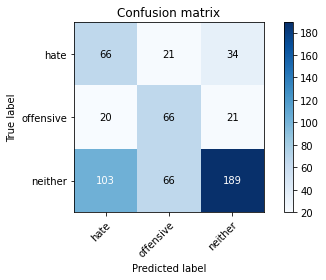 Confusion matrix
hate 66 21 34
offensive 20 66 21
neither 103 66 189
hate offensive neither
Predicted label
True label
180
160
140
120
100
80
60
40
20